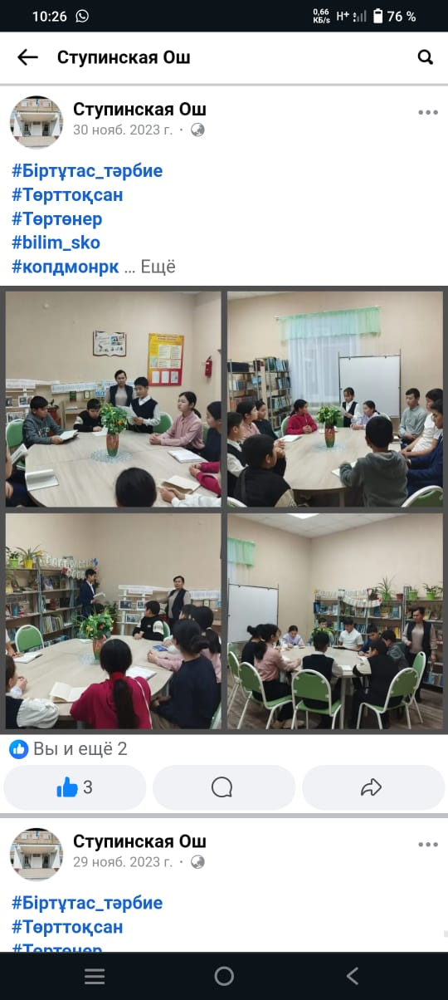 10:26
0,66
КБ/s
H+
76 %
Ступинская Ош
Ступинская Ош
30 нояб. 2023 г. ·
#Біртұтас_тәрбие
#Төрттоқсан
#Төртөнер
#bilim_sko
#копдмонрк ... Ещё
Вы и ещё 2
3
Ступинская Ош
29 нояб. 2023 г. ·
#Біртұтас_тәрбие
#Төрттоқсан
#Төртөнер